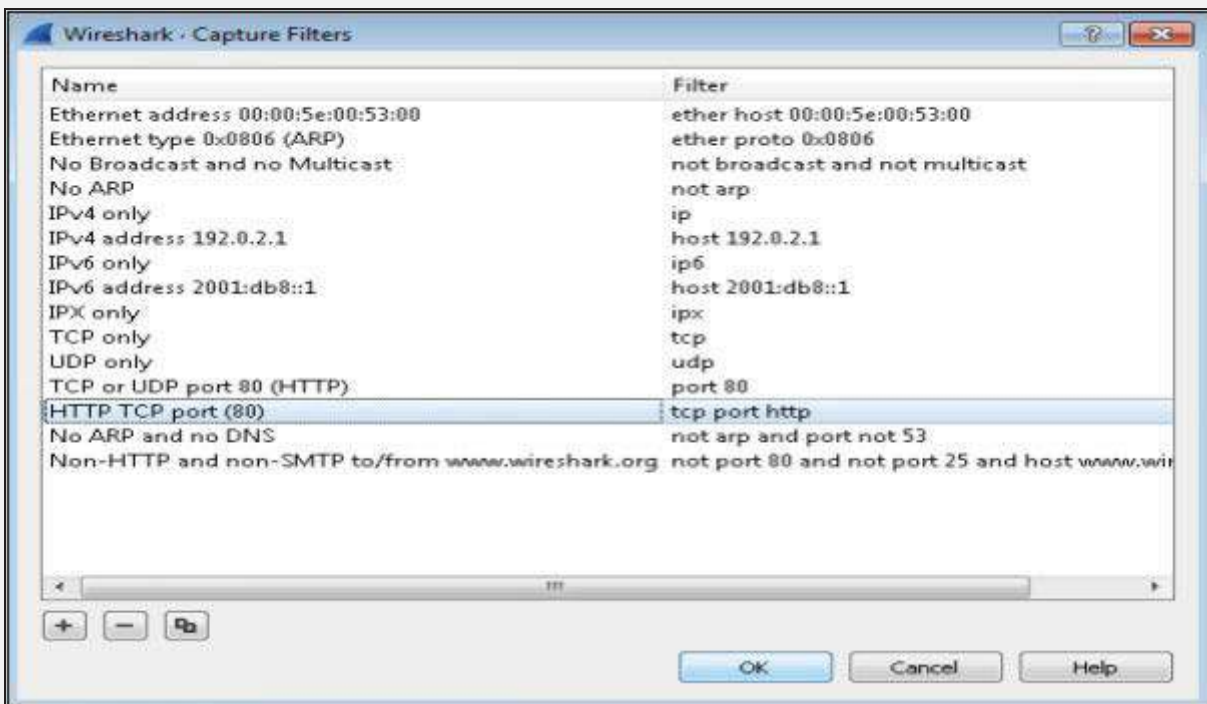 Wireshark · Capture Filters
Name Filter
Ethernet address 00:00:5e:00:53:00 ether host 00:00:5e:00:53:00
Ethernet type 0x0806 (ARP) ether proto 0x0806
No Broadcast and no Multicast not broadcast and not multicast
No ARP not arp
IPv4 only ip
IPv4 address 192.0.2.1 host 192.0.2.1
IPv6 only ip6
IPv6 address 2001:db8::1 host 2001:db8::1
IPX only ipx
TCP only tcp
UDP only udp
TCP or UDP port 80 (HTTP) port 80
HTTP TCP port (80) tcp port http
No ARP and no DNS not arp and port not 53
Non-HTTP and non-SMTP to/from www.wireshark.org not port 80 and not port 25 and host www.wir
OK Cancel Help